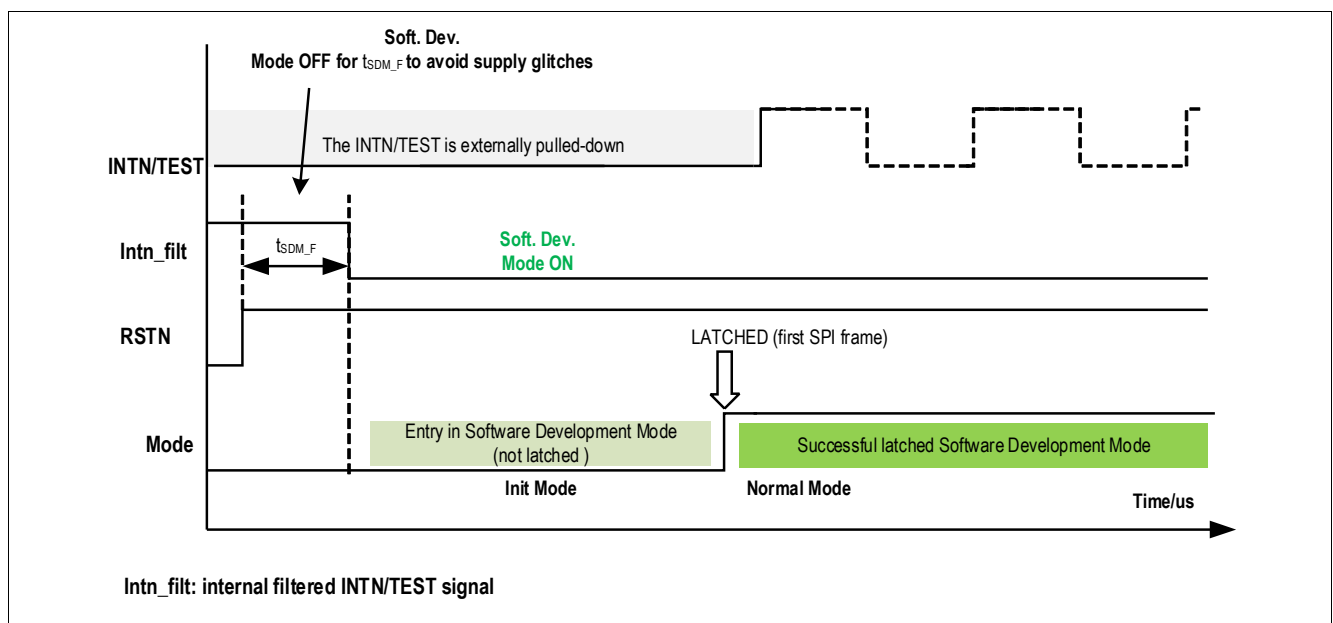 Soft. Dev.
Mode OFF for tSDM_F to avoid supply glitches
The INTN/TEST is externally pulled-down
INTN/TEST
Intn_filt
tSDM_F
Soft. Dev.
Mode ON
RSTN
LATCHED (first SPI frame)
Mode
Entry in Software Development Mode
(not latched )
Successful latched Software Development Mode
Init Mode
Normal Mode
Time/us
Intn_filt: internal filtered INTN/TEST signal